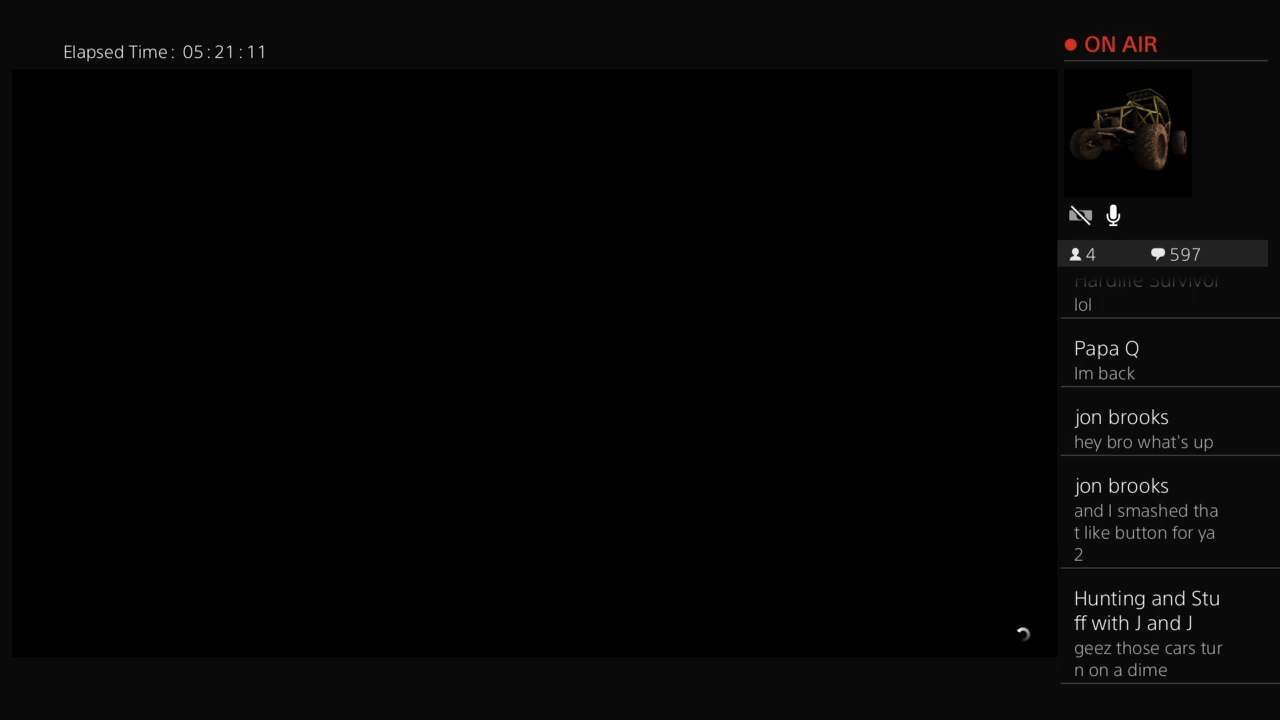 Elapsed Time: 05:21:11
ON AIR
4 597
Hardlife Survivor
lol
Papa Q
Im back
jon brooks
hey bro what's up
jon brooks
and I smashed tha
t like button for ya
2
Hunting and Stu
ff with J and J
geez those cars tur
n on a dime